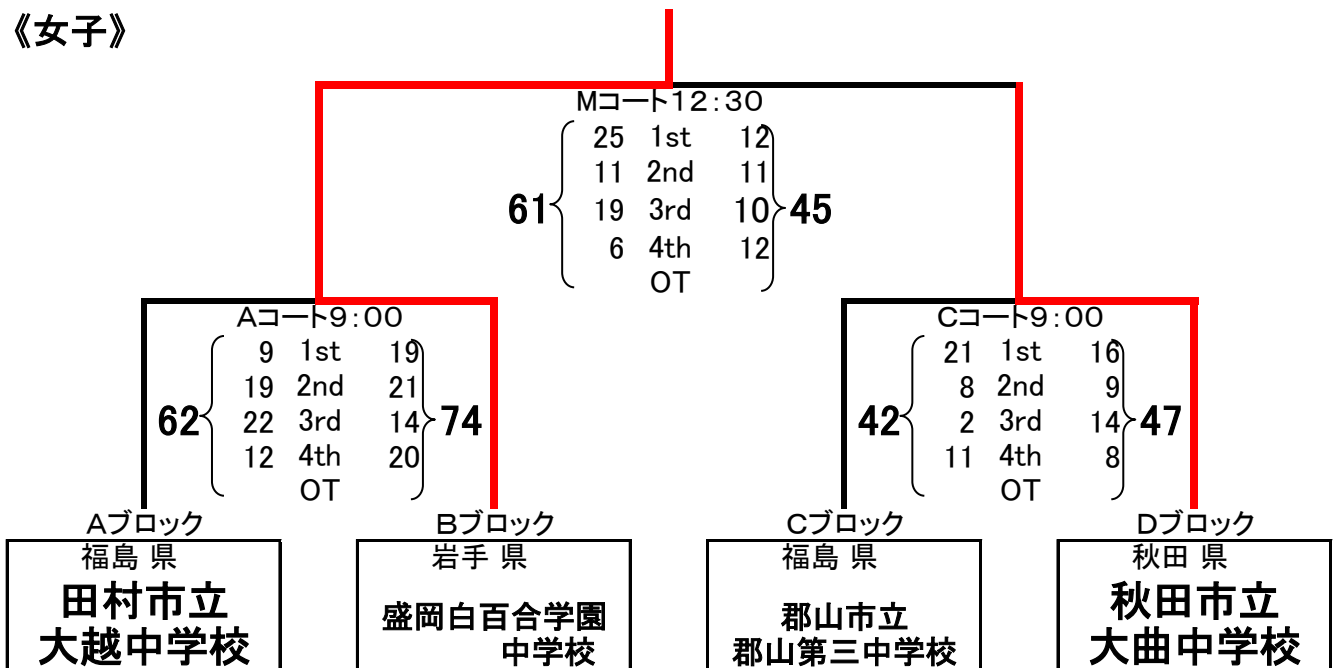 《女子》
Mコート12:30
25 1st 12
11 2nd 11
61 19 3rd 10 45
6 4th 12
OT
Aコート9:00
9 1st 19
19 2nd 21
62 22 3rd 14 74
12 4th 20
OT
Cコート9:00
21 1st 16
8 2nd 9
42 2 3rd 14 47
11 4th 8
OT
Aブロック
福島 県
田村市立
大越中学校
Bブロック
岩手 県
盛岡白百合学園
中学校
Cブロック
福島 県
郡山市立
郡山第三中学校
Dブロック
秋田 県
秋田市立
大曲中学校